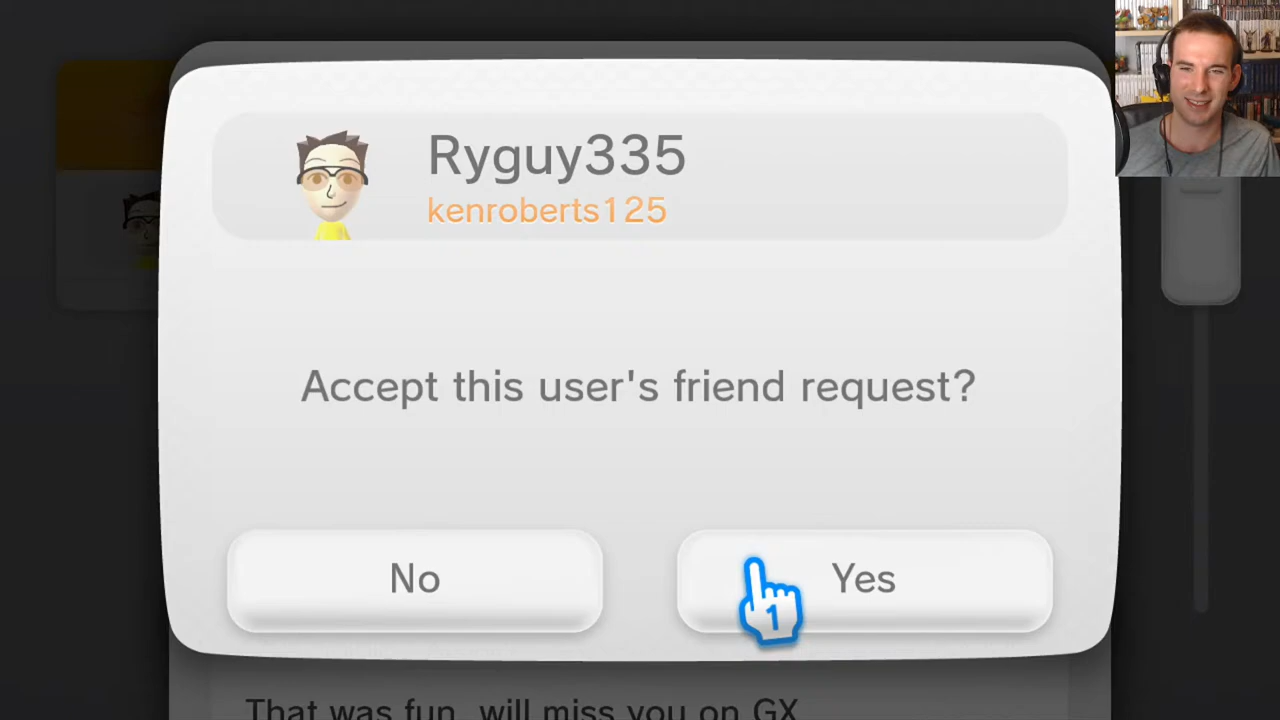 Ryguy335
kenroberts125
Accept this user's friend request?
No
Yes
1
That was fun, will miss you on GX